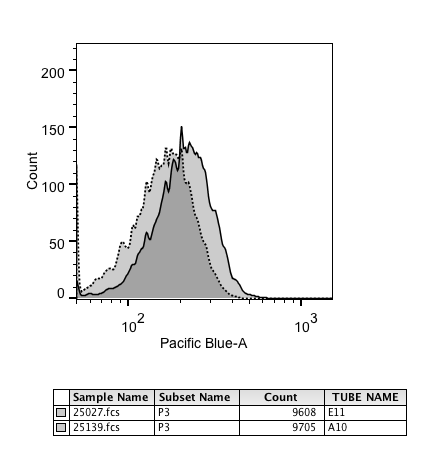 200
150
100
50
0
Count
10^2 10^3
Pacific Blue-A
Sample Name Subset Name Count TUBE NAME
25027.fcs P3 9608 E11
25139.fcs P3 9705 A10